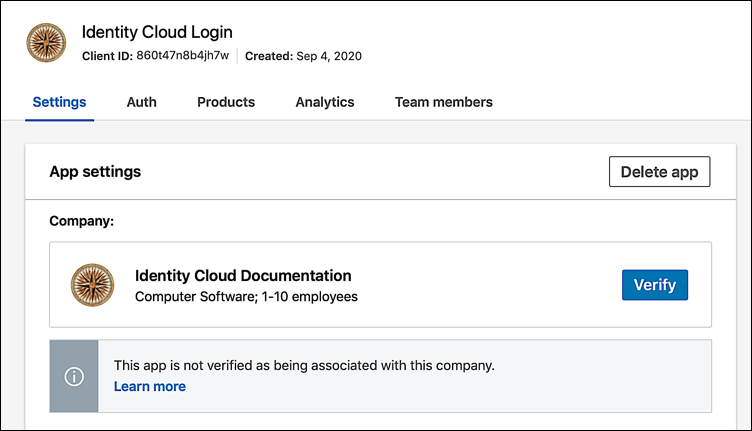 Identity Cloud Login
Client ID: 860t47n8b4jh7w Created: Sep 4, 2020
Settings Auth Products Analytics Team members
App settings Delete app
Company:
Identity Cloud Documentation
Computer Software; 1-10 employees
Verify
This app is not verified as being associated with this company.
Learn more